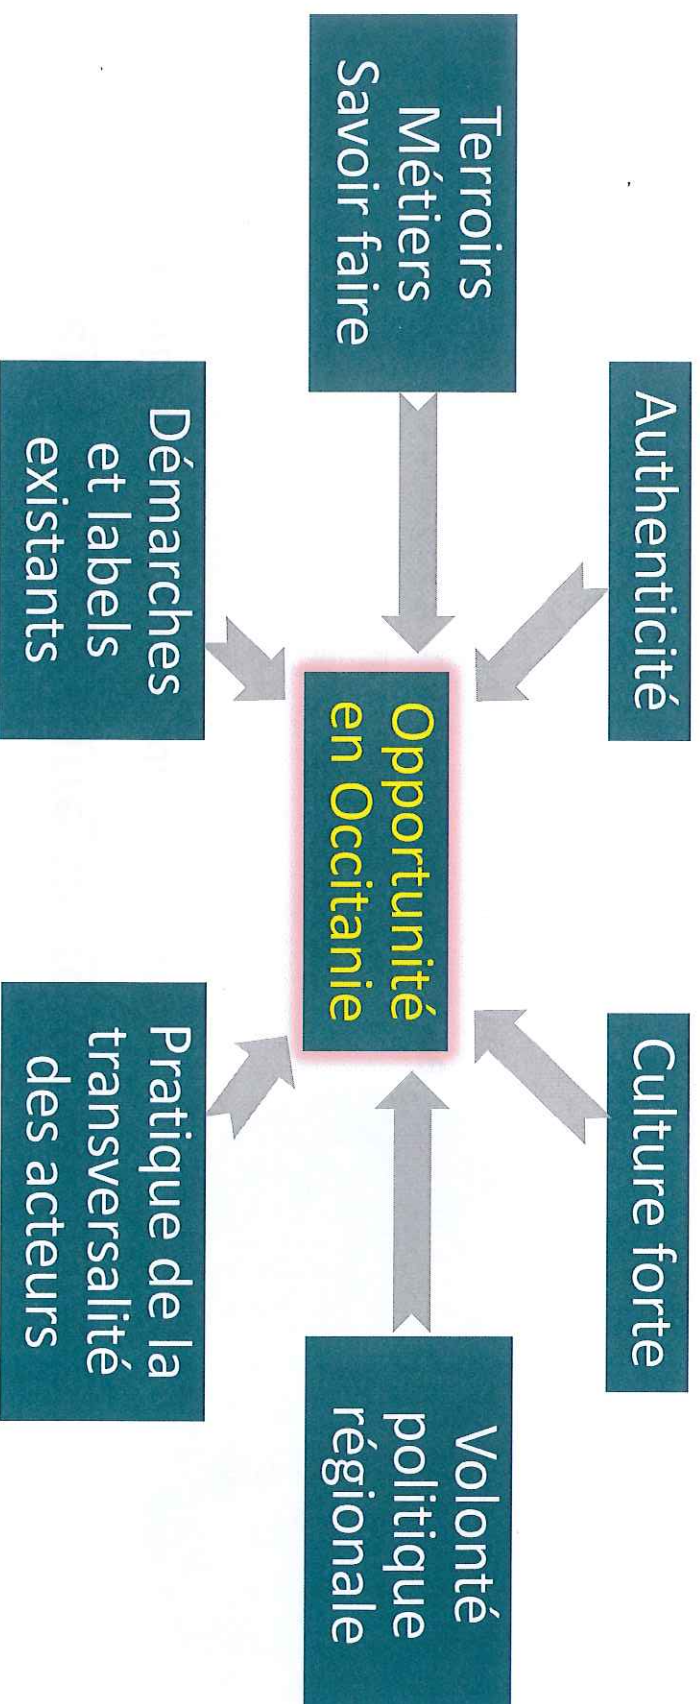 Authenticité
Culture forte
Terroirs
Métiers
Savoir faire
Opportunité
en Occitanie
Volonté
politique
régionale
Démarches
et labels
existants
Pratique de la
transversalité
des acteurs